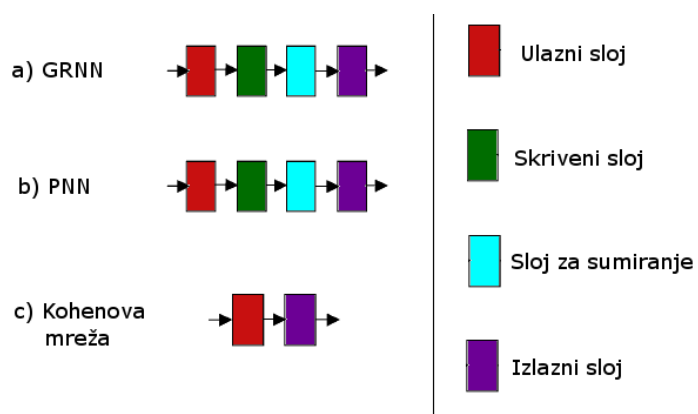 a) GRNN
b) PNN
c) Kohenova
mreža
Ulazni sloj
Skriveni sloj
Sloj za sumiranje
Izlazni sloj